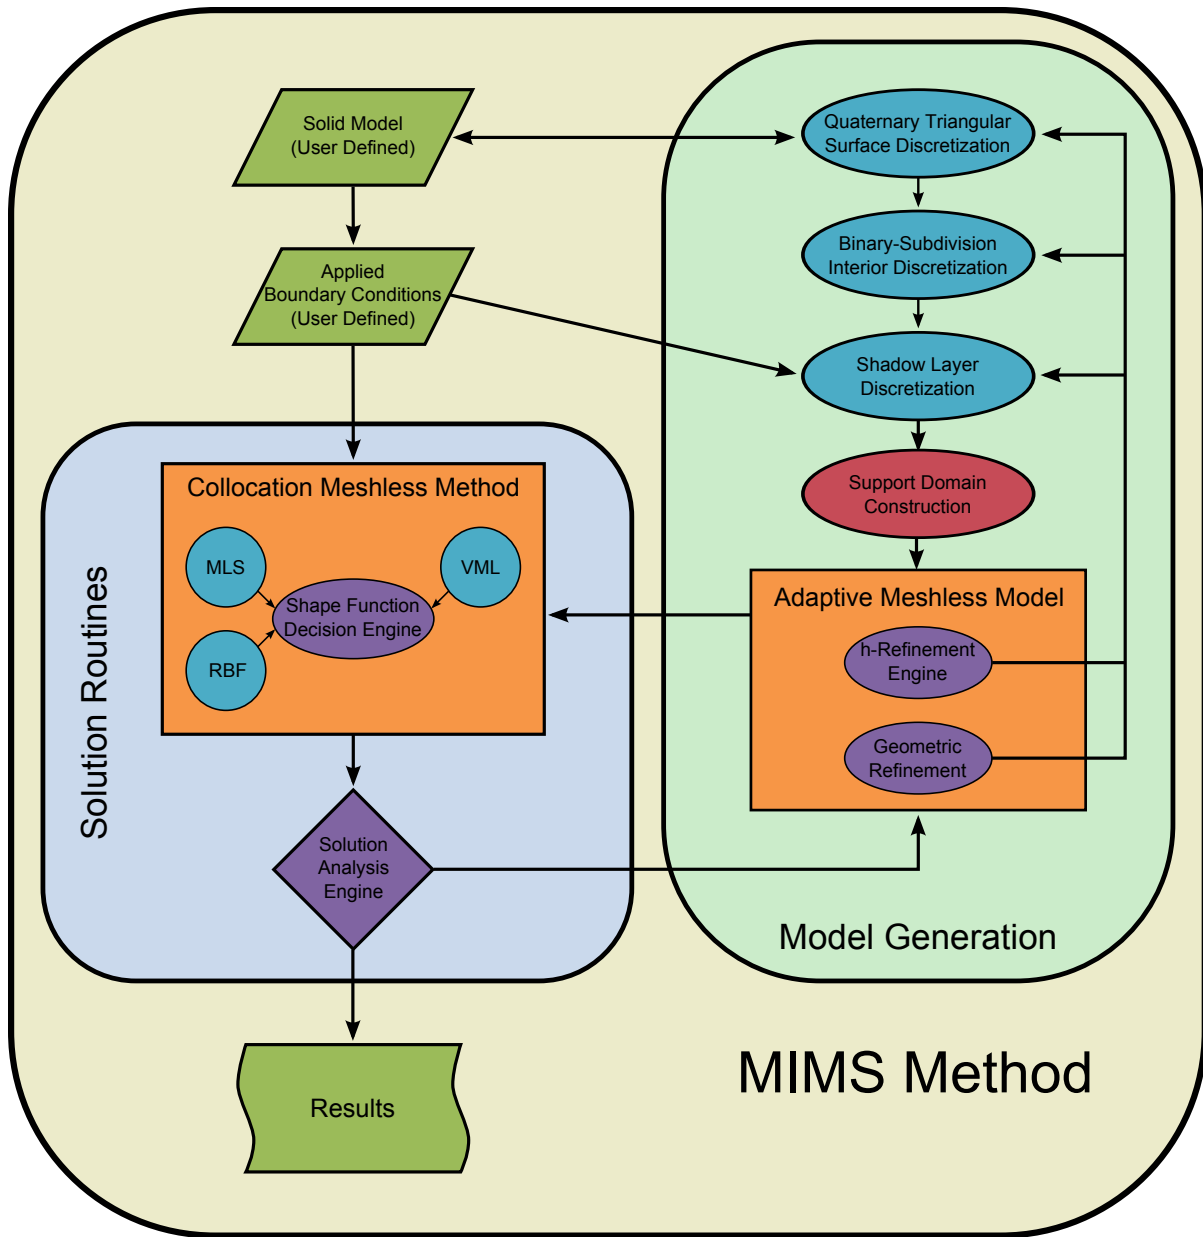 Solid Model
(User Defined)
Quaternary Triangular
Surface Discretization
Applied
Boundary Conditions
(User Defined)
Binary-Subdivision
Interior Discretization
Shadow Layer
Discretization
Support Domain
Construction
Collocation Meshless Method
MLS
VML
Shape Function
Decision Engine
RBF
Adaptive Meshless Model
h-Refinement
Engine
Geometric
Refinement
Solution Routines
Solution
Analysis
Engine
Model Generation
MIMS Method
Results